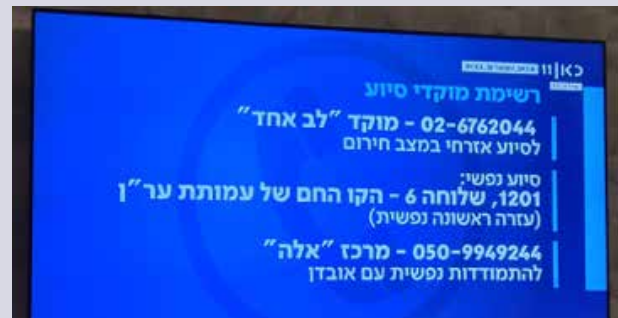 כאן 11
רשימת מוקדי סיוע
02-6762044 - מוקד "לב אחד"
לסיוע אזרחי במצב חירום
סיוע נפשי:
1201, שלוחה 6 - הקו החם של עמותת ער"ן
(עזרה ראשונה נפשית)
050-9949244 - מרכז "אלה"
להתמודדות נפשית עם אובדן